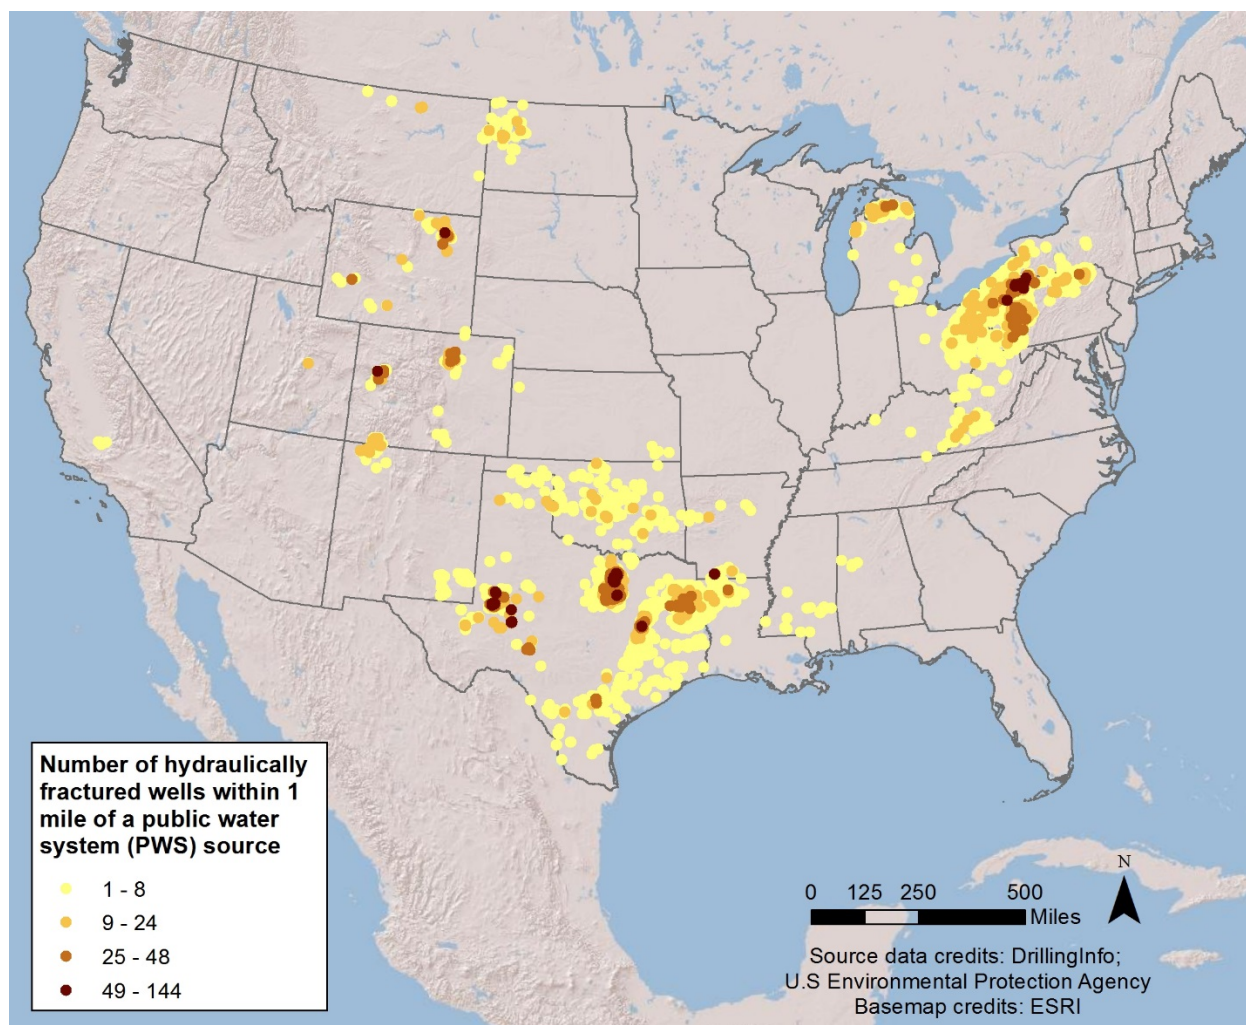 Number of hydraulically
fractured wells within 1
mile of a public water
system (PWS) source
1 - 8
9 - 24
25 - 48
49 - 144
N
0 125 250 500
Miles
Source data credits: DrillingInfo;
U.S Environmental Protection Agency
Basemap credits: ESRI